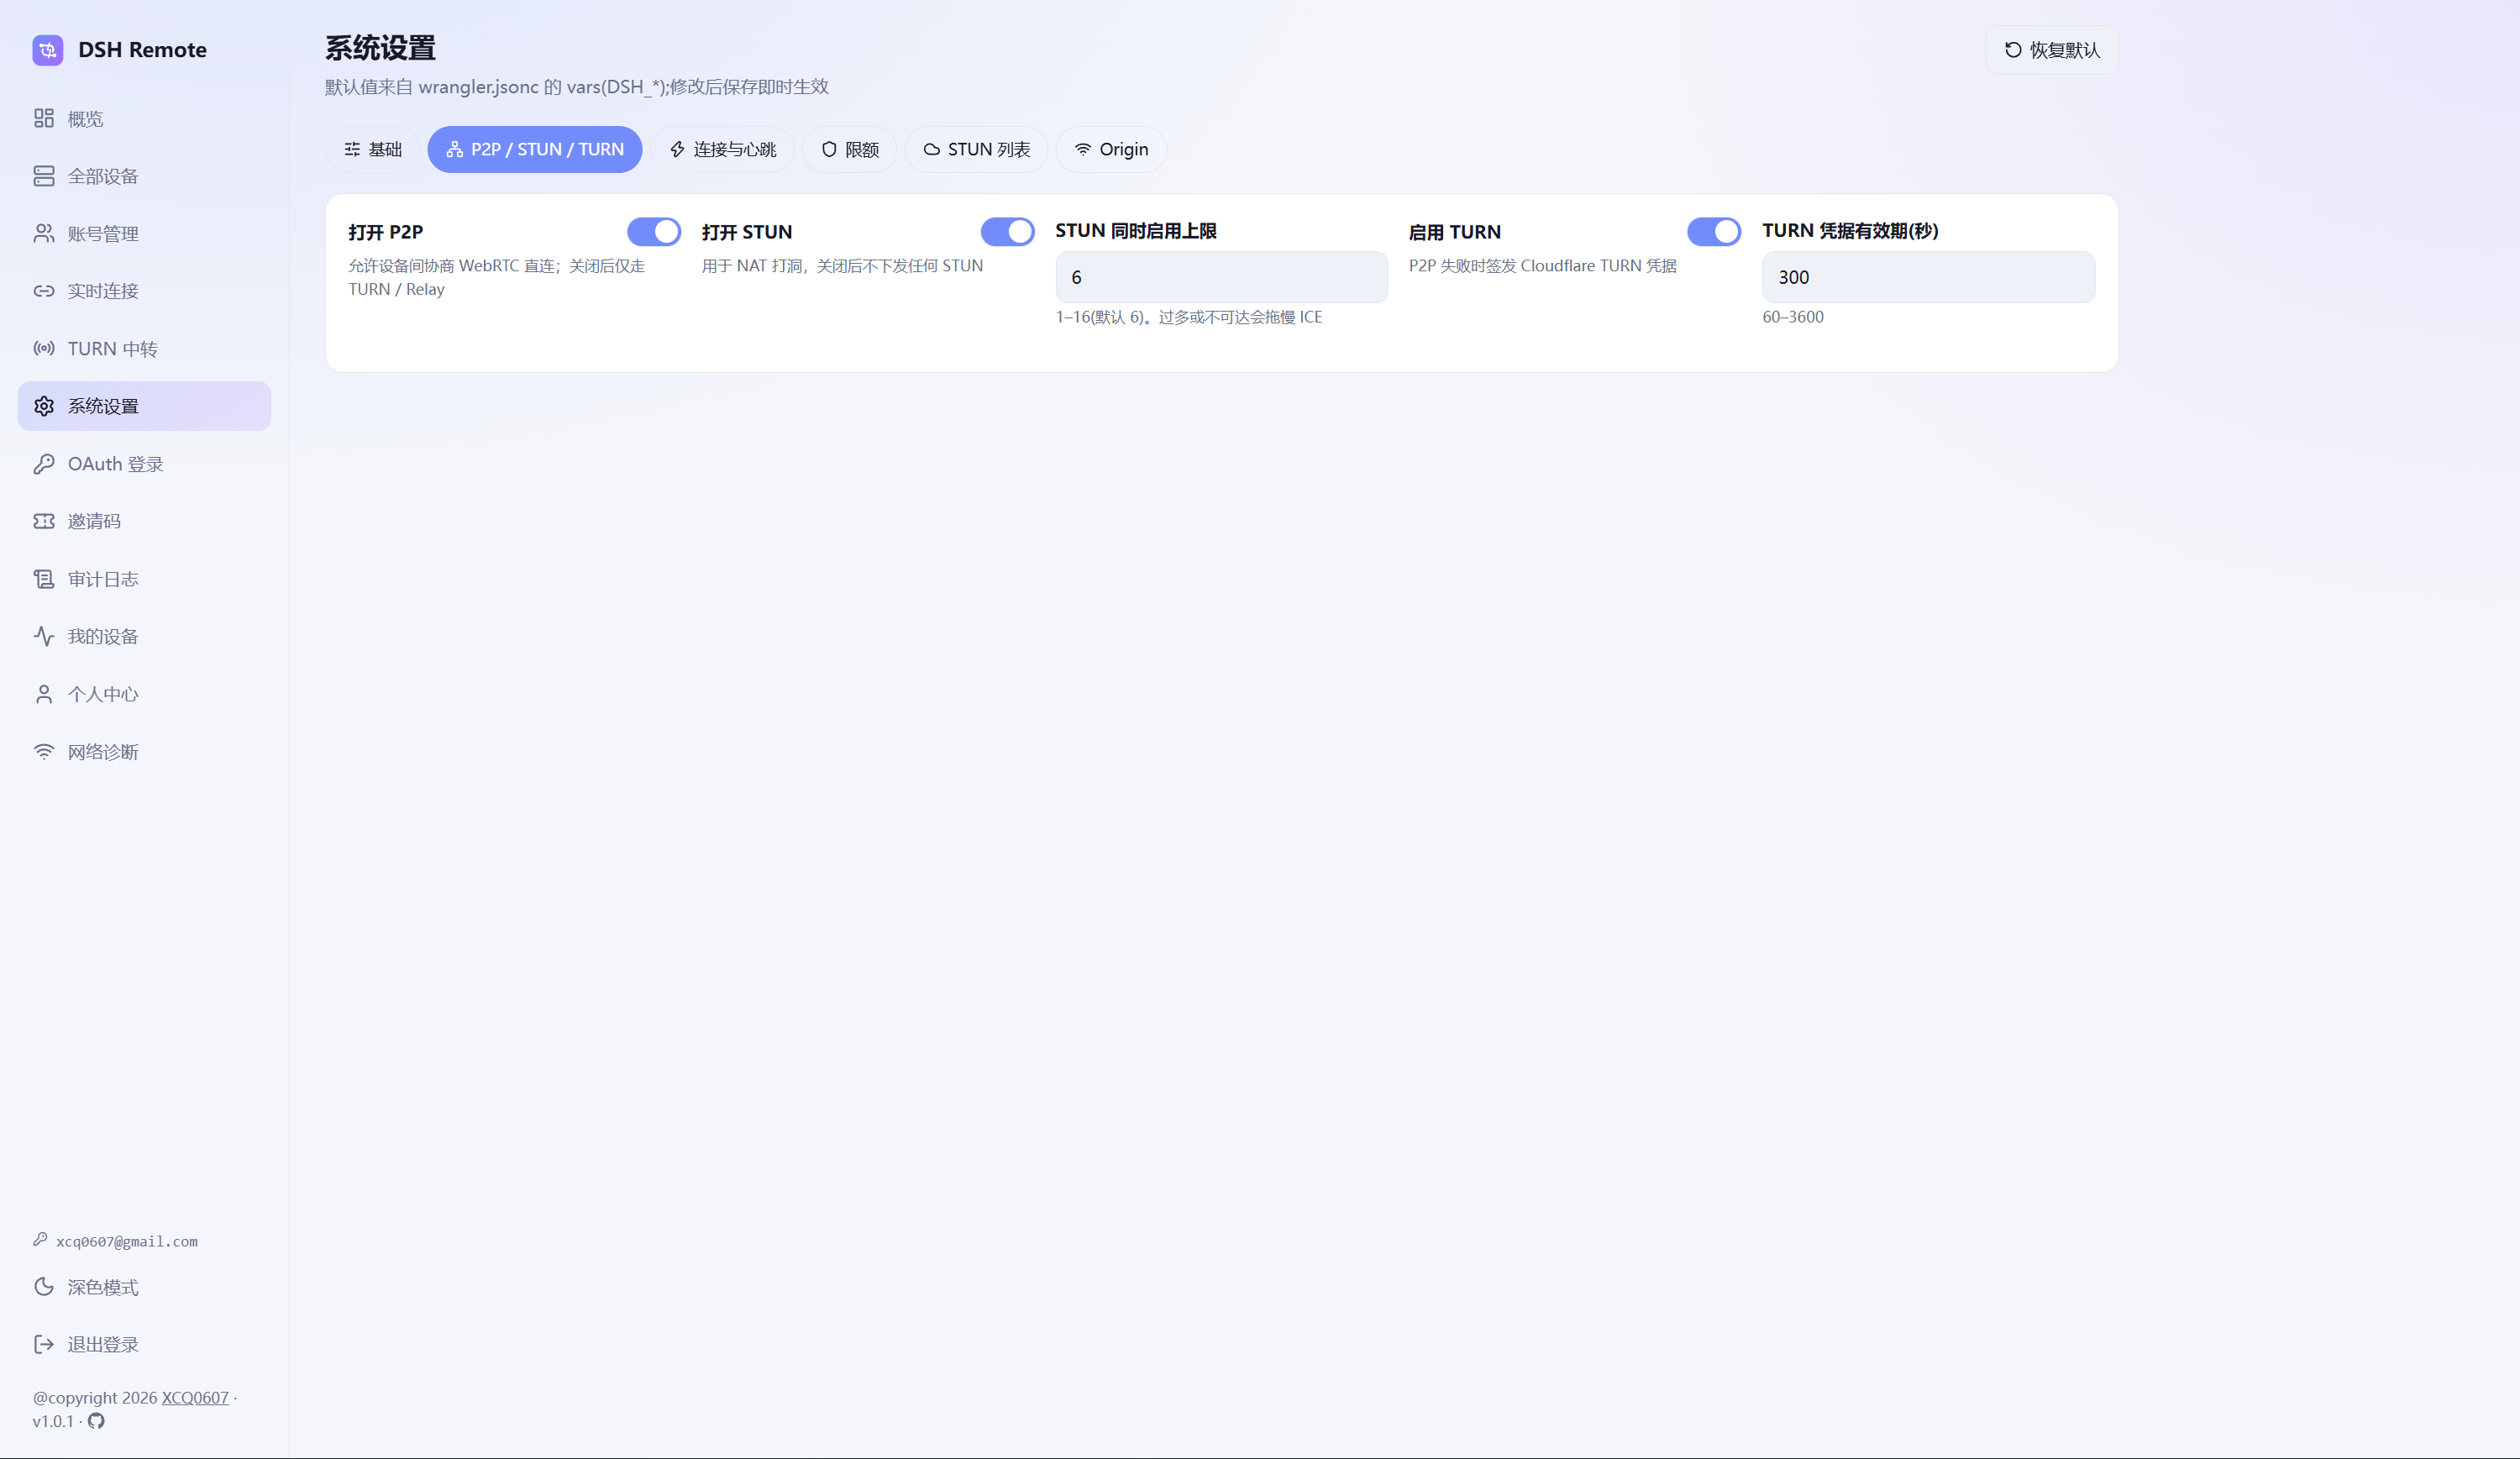 DSH Remote
概览
全部设备
账号管理
实时连接
TURN 中转
系统设置
OAuth 登录
邀请码
审计日志
我的设备
个人中心
网络诊断
xcq0607@gmail.com
深色模式
退出登录
@copyright 2026 XCQ0607 ·
v1.0.1 ·
系统设置
默认值来自 wrangler.jsonc 的 vars(DSH_*);修改后保存即时生效
恢复默认
基础
P2P / STUN / TURN
连接与心跳
限额
STUN 列表
Origin
打开 P2P
允许设备间协商 WebRTC 直连；关闭后仅走
TURN / Relay
打开 STUN
用于 NAT 打洞，关闭后不下发任何 STUN
STUN 同时启用上限
6
1–16(默认 6)。过多或不可达会拖慢 ICE
启用 TURN
P2P 失败时签发 Cloudflare TURN 凭据
TURN 凭据有效期(秒)
300
60–3600